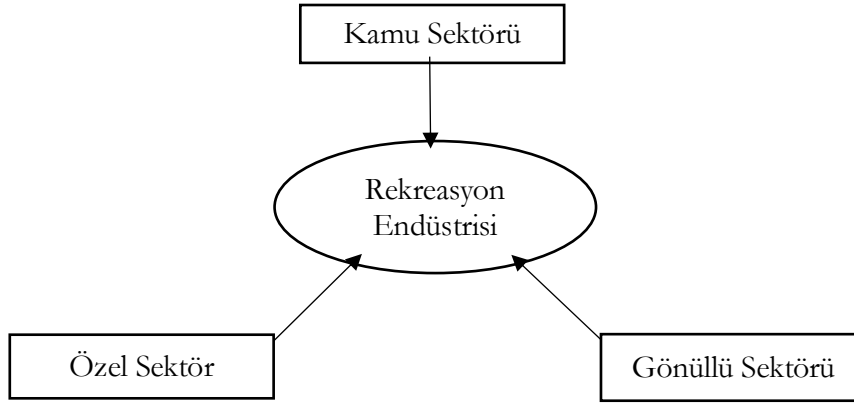 Kamu Sektörü
Rekreasyon
Endüstrisi
Özel Sektör
Gönüllü Sektörü